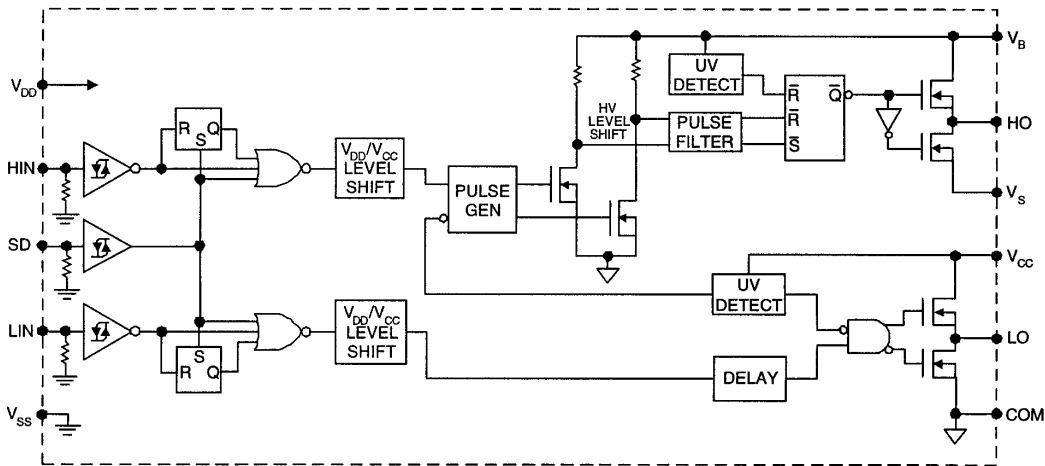 V_B
V_DD
UV
DETECT
R̅
Q̅
R Q
S
HV
LEVEL
SHIFT
PULSE
FILTER
R̅
S̅
HO
HIN
V_DD/V_CC
LEVEL
SHIFT
PULSE
GEN
V_S
SD
V_CC
UV
DETECT
LIN
V_DD/V_CC
LEVEL
SHIFT
LO
S
R Q
DELAY
V_SS
COM